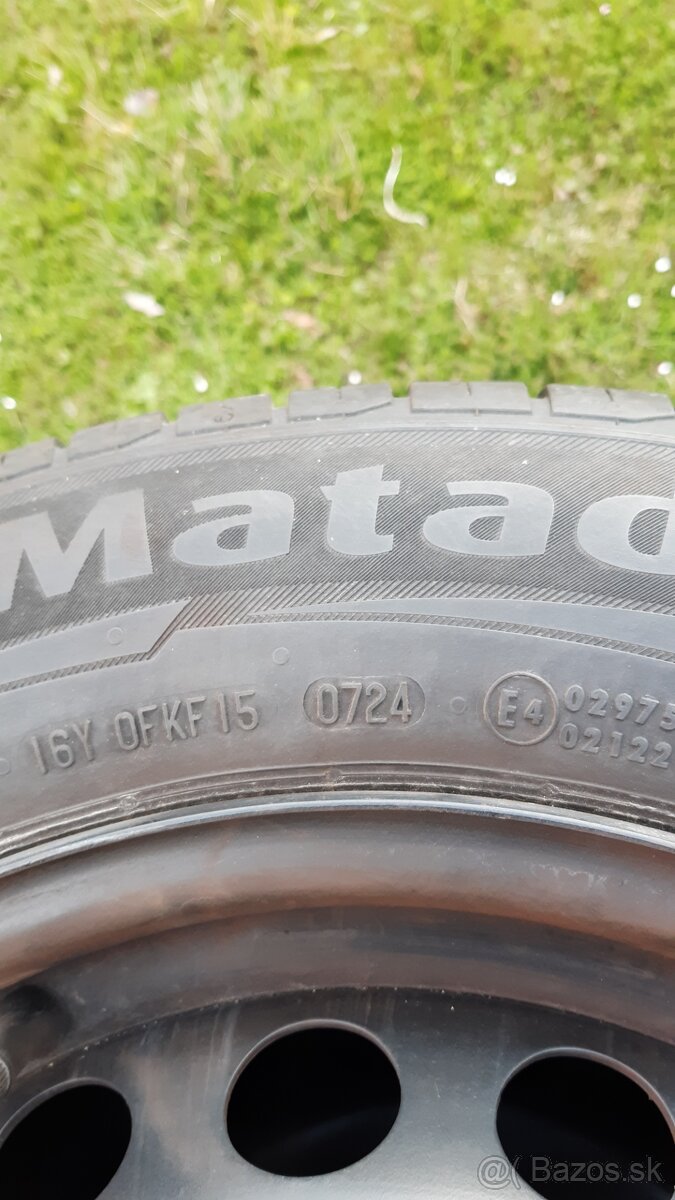 Matad
16Y 0FKF15 0724 E4 02975
02122
@ Bazos.sk